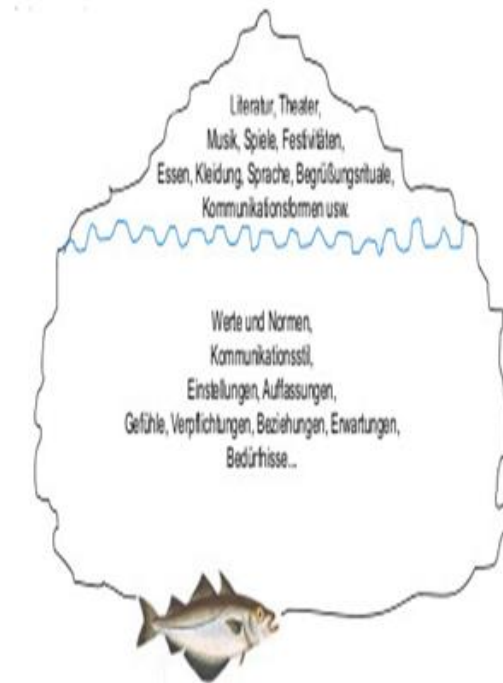 Literatur, Theater,
Musik, Spiele, Festivitäten,
Essen, Kleidung, Sprache, Begrüßungsrituale,
Kommunikationsformen usw.
Werte und Normen,
Kommunikationsstil,
Einstellungen, Auffassungen,
Gefühle, Verpflichtungen, Beziehungen, Erwartungen,
Bedürfnisse...